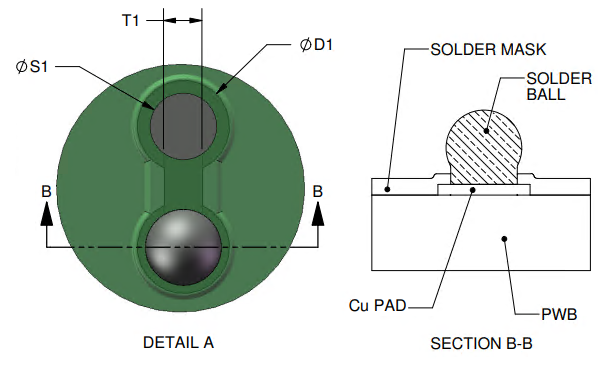 T1
ØD1
ØS1
SOLDER MASK
SOLDER
BALL
B
B
Cu PAD
PWB
DETAIL A
SECTION B-B